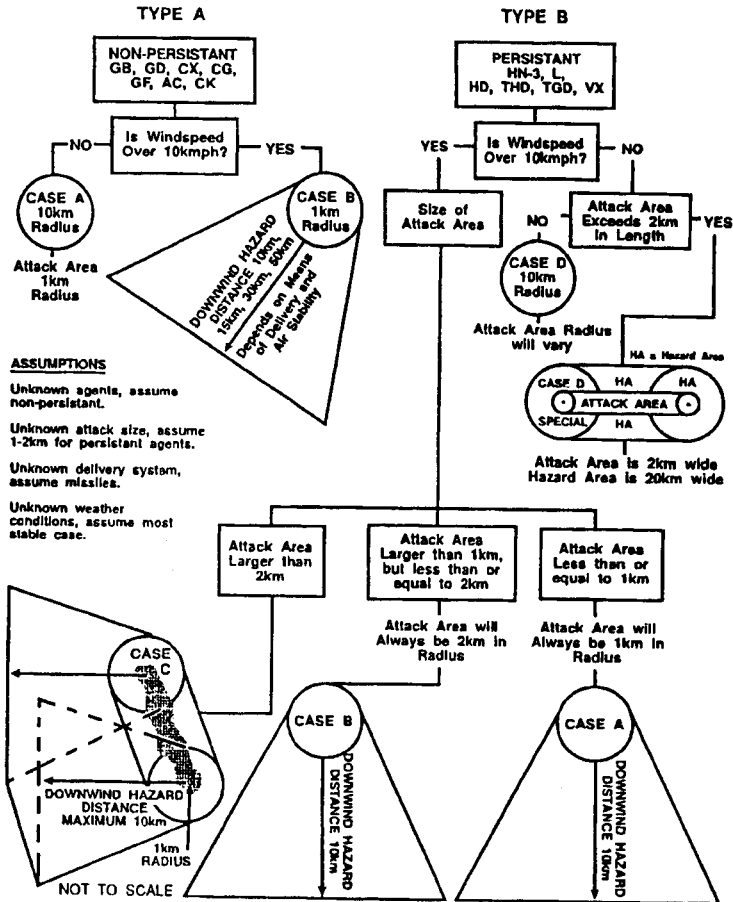 TYPE A
NON-PERSISTANT
GB, GD, CX, CG,
GF, AC, CK
Is Windspeed
Over 10kmph?
NO
YES
CASE A
10km
Radius
Attack Area
1km
Radius
CASE B
1km
Radius
DOWNWIND HAZARD
DISTANCE 10km,
15km, 30km, 50km
Depends on Means
of Delivery and
Air Stability
TYPE B
PERSISTANT
HN-3, L,
HD, THD, TGD, VX
Is Windspeed
Over 10kmph?
YES
NO
Size of
Attack Area
Attack Area
Exceeds 2km
in Length
NO
YES
CASE D
10km
Radius
Attack Area Radius
will vary
HA = Hazard Area
CASE D
HA
HA
ATTACK AREA
SPECIAL
HA
Attack Area is 2km wide
Hazard Area is 20km wide
ASSUMPTIONS
Unknown agents, assume
non-persistant.
Unknown attack size, assume
1-2km for persistant agents.
Unknown delivery system,
assume missiles.
Unknown weather
conditions, assume most
stable case.
Attack Area
Larger than
2km
Attack Area
Larger than 1km,
but less than or
equal to 2km
Attack Area
Less than or
equal to 1km
Attack Area will
Always be 2km in
Radius
Attack Area will
Always be 1km in
Radius
CASE
C
DOWNWIND HAZARD
DISTANCE
MAXIMUM 10km
1km
RADIUS
NOT TO SCALE
CASE B
DOWNWIND HAZARD
DISTANCE 10km
CASE A
DOWNWIND HAZARD
DISTANCE 10km